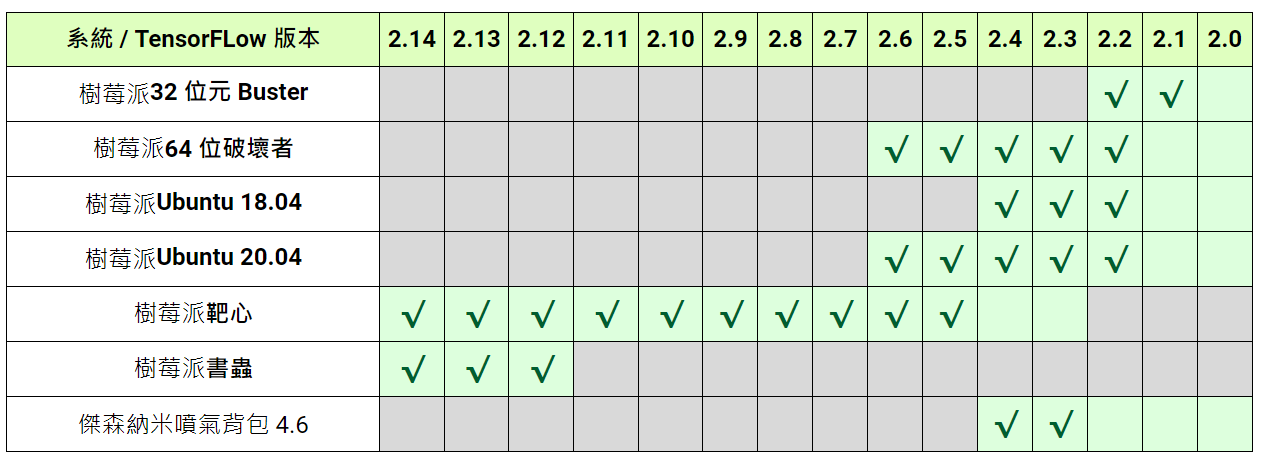 系統 / TensorFLow 版本 2.14 2.13 2.12 2.11 2.10 2.9 2.8 2.7 2.6 2.5 2.4 2.3 2.2 2.1 2.0
樹莓派32 位元 Buster √ √
樹莓派64 位破壞者 √ √ √ √ √
樹莓派Ubuntu 18.04 √ √ √
樹莓派Ubuntu 20.04 √ √ √ √ √
樹莓派靶心 √ √ √ √ √ √ √ √ √ √
樹莓派書蟲 √ √ √
傑森納米噴氣背包 4.6 √ √